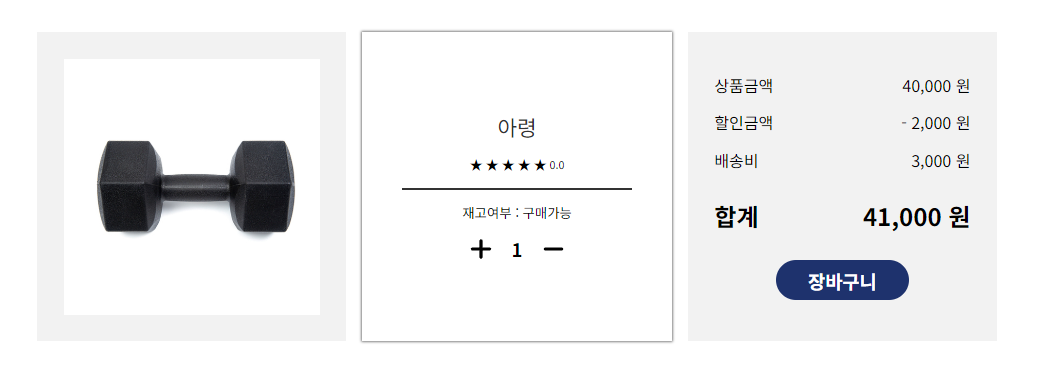 아령
★★★★★ 0.0
재고여부 : 구매가능
+ 1 −
상품금액 40,000 원
할인금액 - 2,000 원
배송비 3,000 원
합계 41,000 원
장바구니